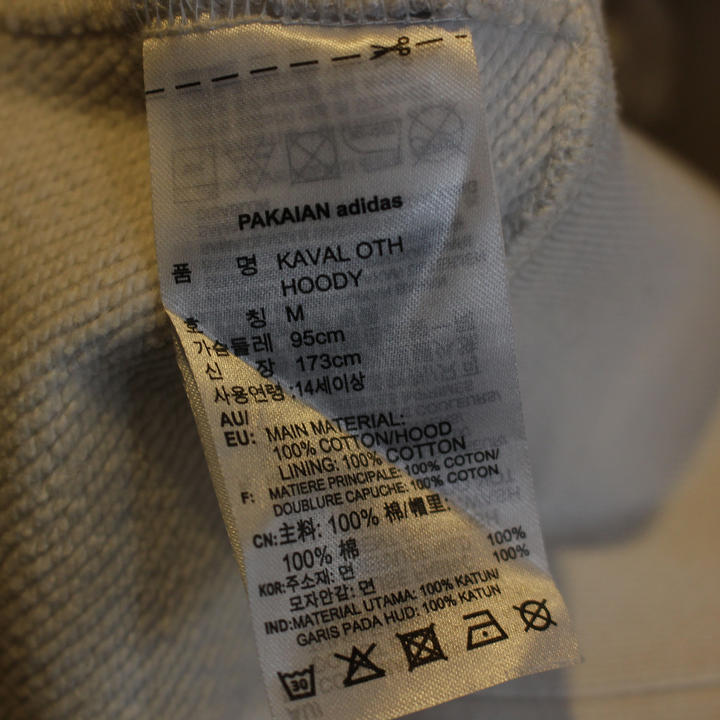 PAKAIAN adidas
품 명 KAVAL OTH
HOODY
호 칭 M
가슴둘레 95cm
신 장 173cm
사용연령 :14세이상
AU/
EU: MAIN MATERIAL:
100% COTTON/HOOD
LINING: 100% COTTON
F: MATIERE PRINCIPALE: 100% COTON/
DOUBLURE CAPUCHE: 100% COTON
CN:主料: 100% 棉/帽里:
100% 棉
KOR:주소재: 면 100%
모자안감: 면 100%
IND:MATERIAL UTAMA: 100% KATUN/
GARIS PADA HUD: 100% KATUN
30